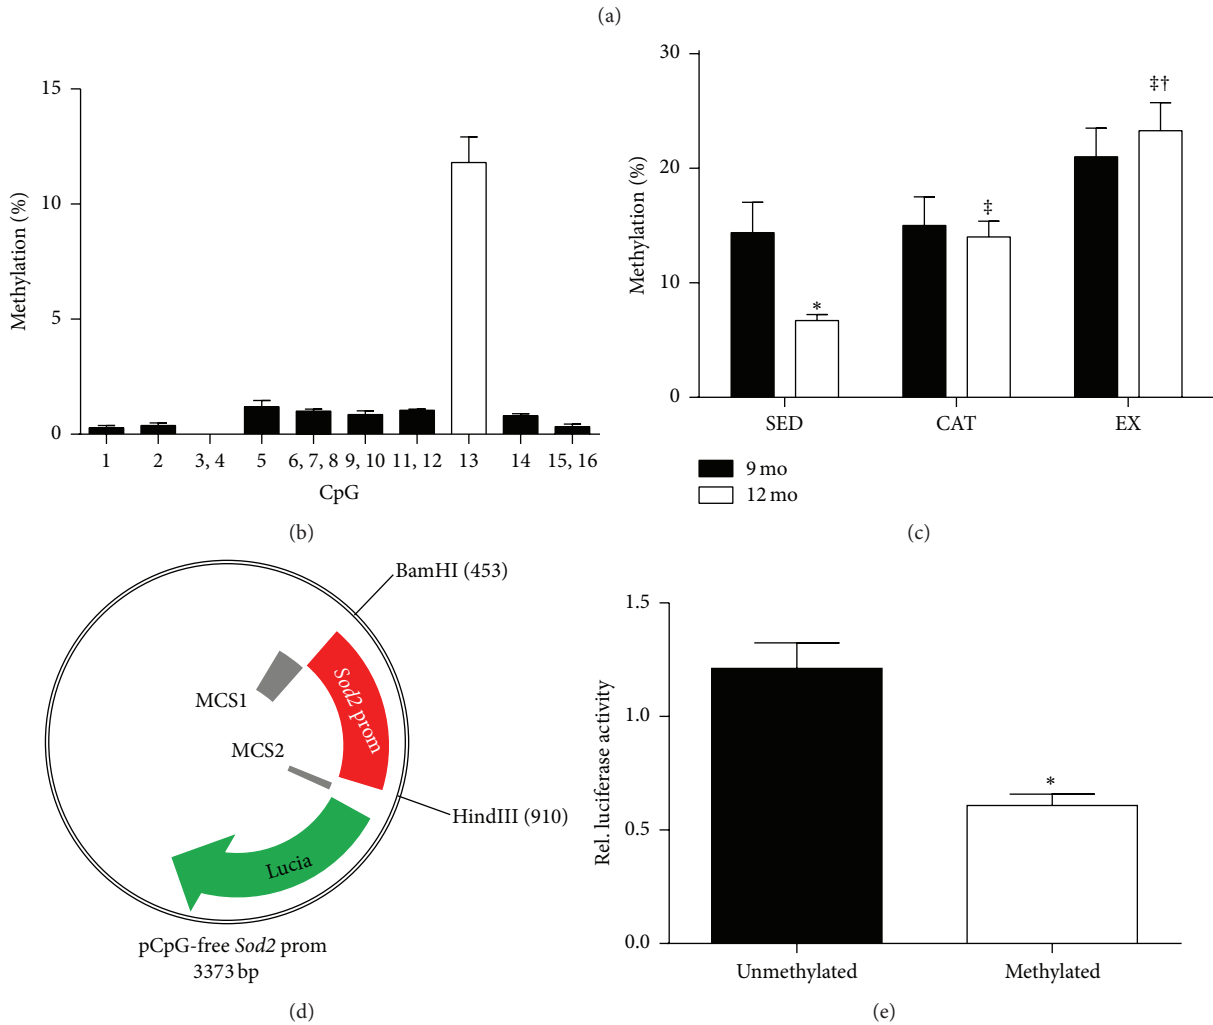 (a)
15
10
5
0
Methylation (%)
1 2 3, 4 5 6, 7, 8 9, 10 11, 12 13 14 15, 16
CpG
(b)
30
20
10
0
Methylation (%)
*
‡
‡†
SED CAT EX
9 mo
12 mo
(c)
BamHI (453)
MCS1
Sod2 prom
MCS2
HindIII (910)
Lucia
pCpG-free Sod2 prom
3373 bp
(d)
1.5
1.0
0.5
0.0
Rel. luciferase activity
*
Unmethylated Methylated
(e)